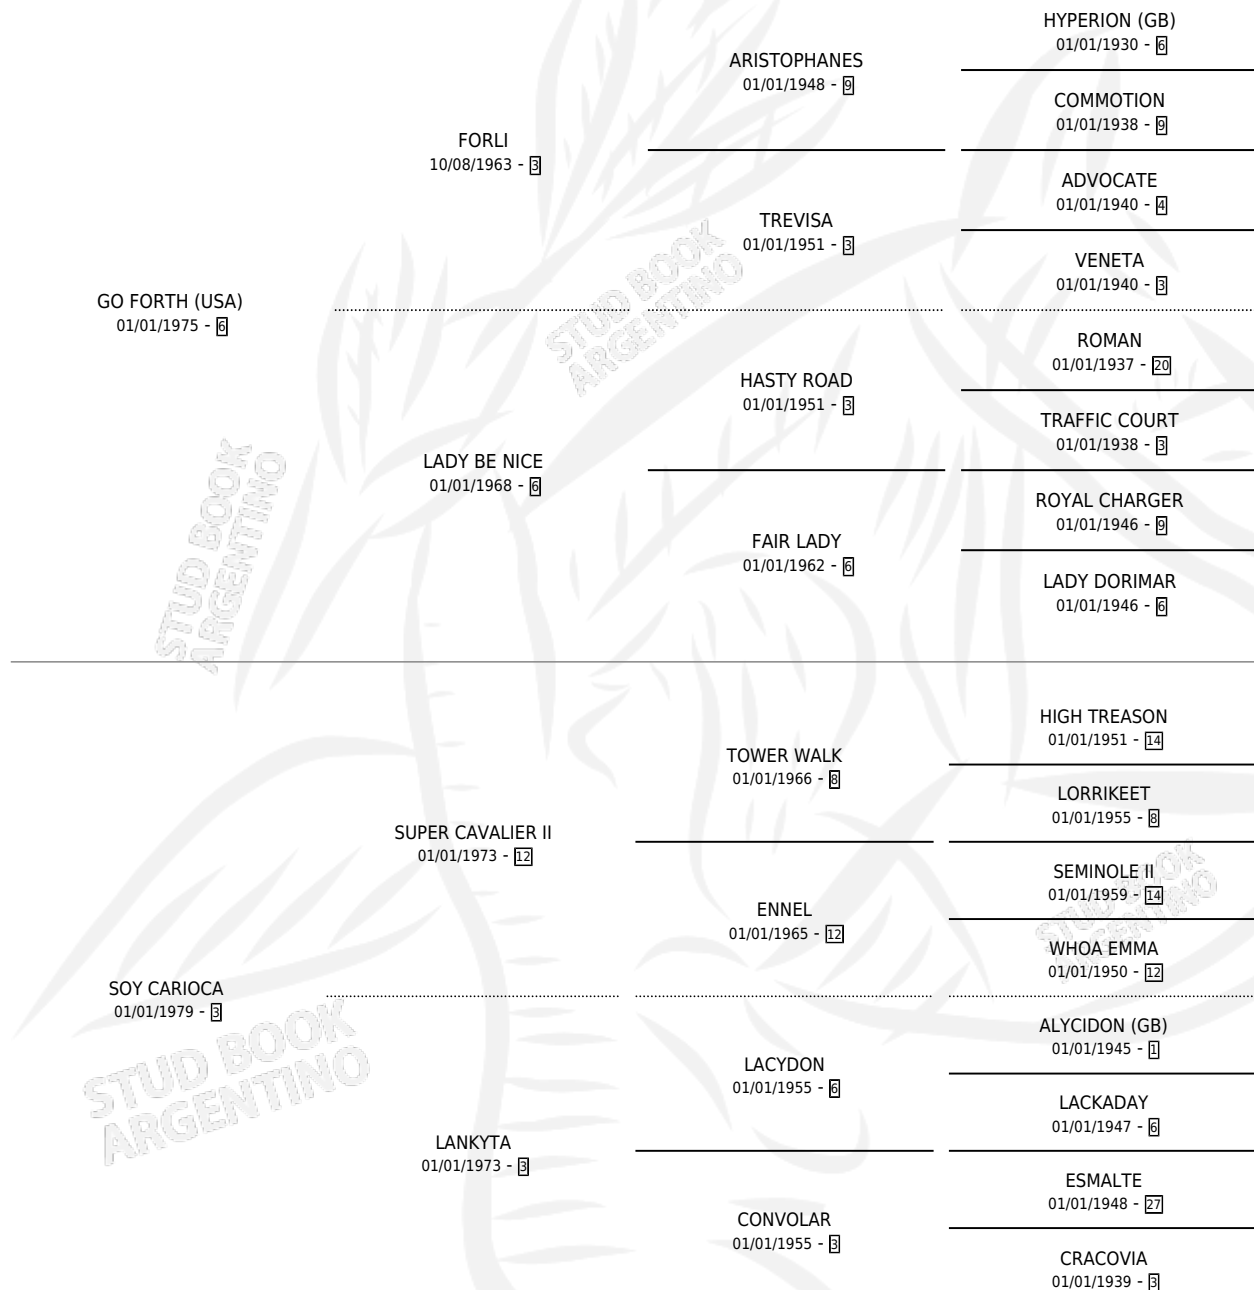 HYPERION (GB)
01/01/1930 - 6
ARISTOPHANES
01/01/1948 - 9
COMMOTION
01/01/1938 - 9
FORLI
10/08/1963 - 3
ADVOCATE
01/01/1940 - 4
TREVISA
01/01/1951 - 3
VENETA
01/01/1940 - 3
GO FORTH (USA)
01/01/1975 - 6
ROMAN
01/01/1937 - 20
HASTY ROAD
01/01/1951 - 3
TRAFFIC COURT
01/01/1938 - 3
LADY BE NICE
01/01/1968 - 6
ROYAL CHARGER
01/01/1946 - 9
FAIR LADY
01/01/1962 - 6
LADY DORIMAR
01/01/1946 - 6
HIGH TREASON
01/01/1951 - 14
TOWER WALK
01/01/1966 - 8
LORRIKEET
01/01/1955 - 8
SUPER CAVALIER II
01/01/1973 - 12
SEMINOLE II
01/01/1959 - 14
ENNEL
01/01/1965 - 12
WHOA EMMA
01/01/1950 - 12
SOY CARIOCA
01/01/1979 - 3
ALYCIDON (GB)
01/01/1945 - 1
LACYDON
01/01/1955 - 6
LACKADAY
01/01/1947 - 6
LANKYTA
01/01/1973 - 3
ESMALTE
01/01/1948 - 27
CONVOLAR
01/01/1955 - 3
CRACOVIA
01/01/1939 - 3
STUD BOOK
ARGENTINO
STUD BOOK
ARGENTINO
STUD BOOK
ARGENTINO
STUD BOOK
ARGENTINO